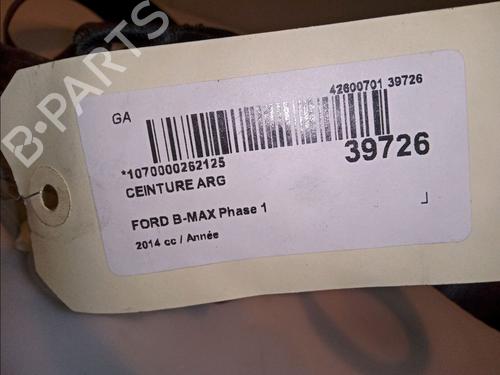 B-PARTS
GA
42600701 39726
*1070000262125
39726
CEINTURE ARG
FORD B-MAX Phase 1
2014 cc / Année